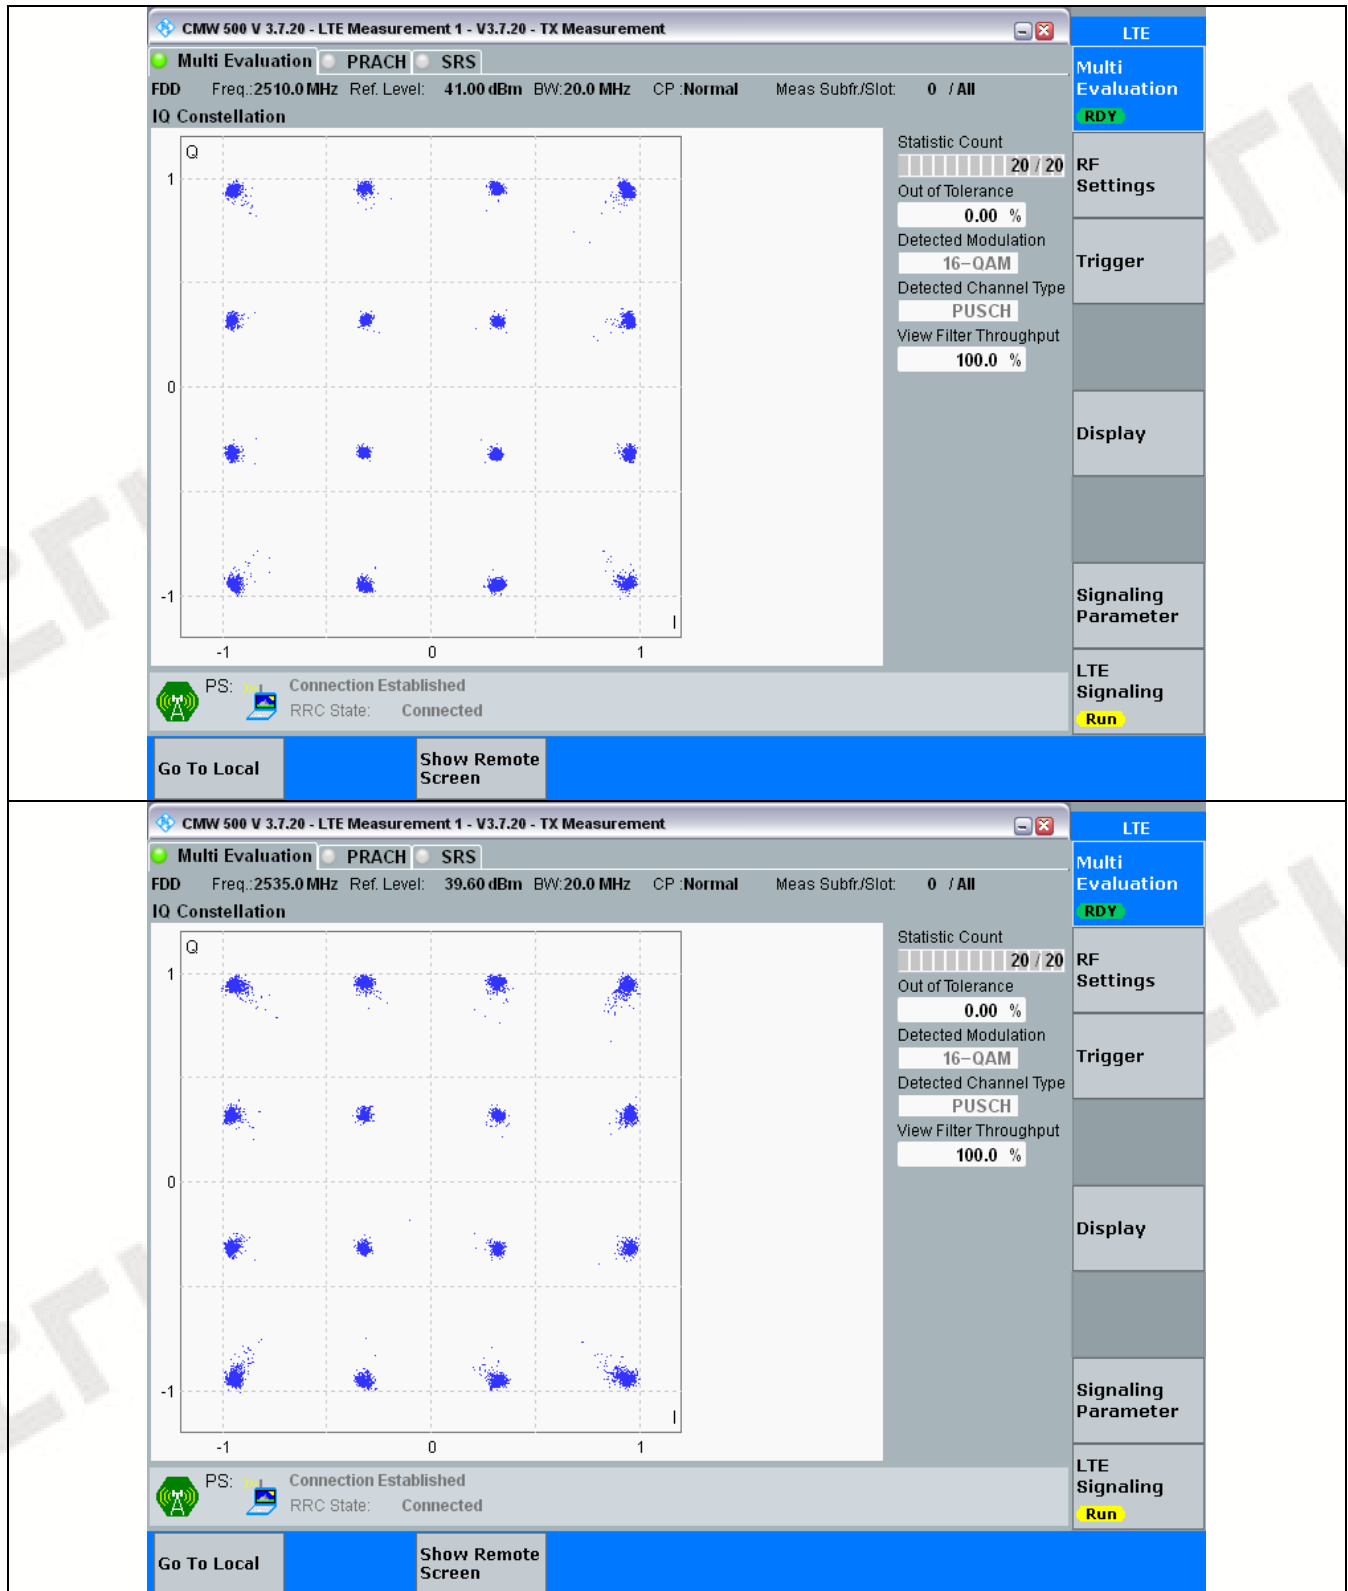 CMW 500 V 3.7.20 - LTE Measurement 1 - V3.7.20 - TX Measurement
LTE
Multi Evaluation PRACH SRS
Multi
Evaluation
RDY
FDD Freq.:2510.0 MHz Ref. Level: 41.00 dBm BW:20.0 MHz CP :Normal Meas Subfr./Slot: 0 / All
IQ Constellation
Q
1
0
-1
-1 0 1
I
Statistic Count
20 / 20
Out of Tolerance
0.00 %
Detected Modulation
16-QAM
Detected Channel Type
PUSCH
View Filter Throughput
100.0 %
RF
Settings
Trigger
Display
Signaling
Parameter
LTE
Signaling
Run
PS: Connection Established
RRC State: Connected
Go To Local
Show Remote
Screen
CMW 500 V 3.7.20 - LTE Measurement 1 - V3.7.20 - TX Measurement
LTE
Multi Evaluation PRACH SRS
Multi
Evaluation
RDY
FDD Freq.:2535.0 MHz Ref. Level: 39.60 dBm BW:20.0 MHz CP :Normal Meas Subfr./Slot: 0 / All
IQ Constellation
Q
1
0
-1
-1 0 1
I
Statistic Count
20 / 20
Out of Tolerance
0.00 %
Detected Modulation
16-QAM
Detected Channel Type
PUSCH
View Filter Throughput
100.0 %
RF
Settings
Trigger
Display
Signaling
Parameter
LTE
Signaling
Run
PS: Connection Established
RRC State: Connected
Go To Local
Show Remote
Screen